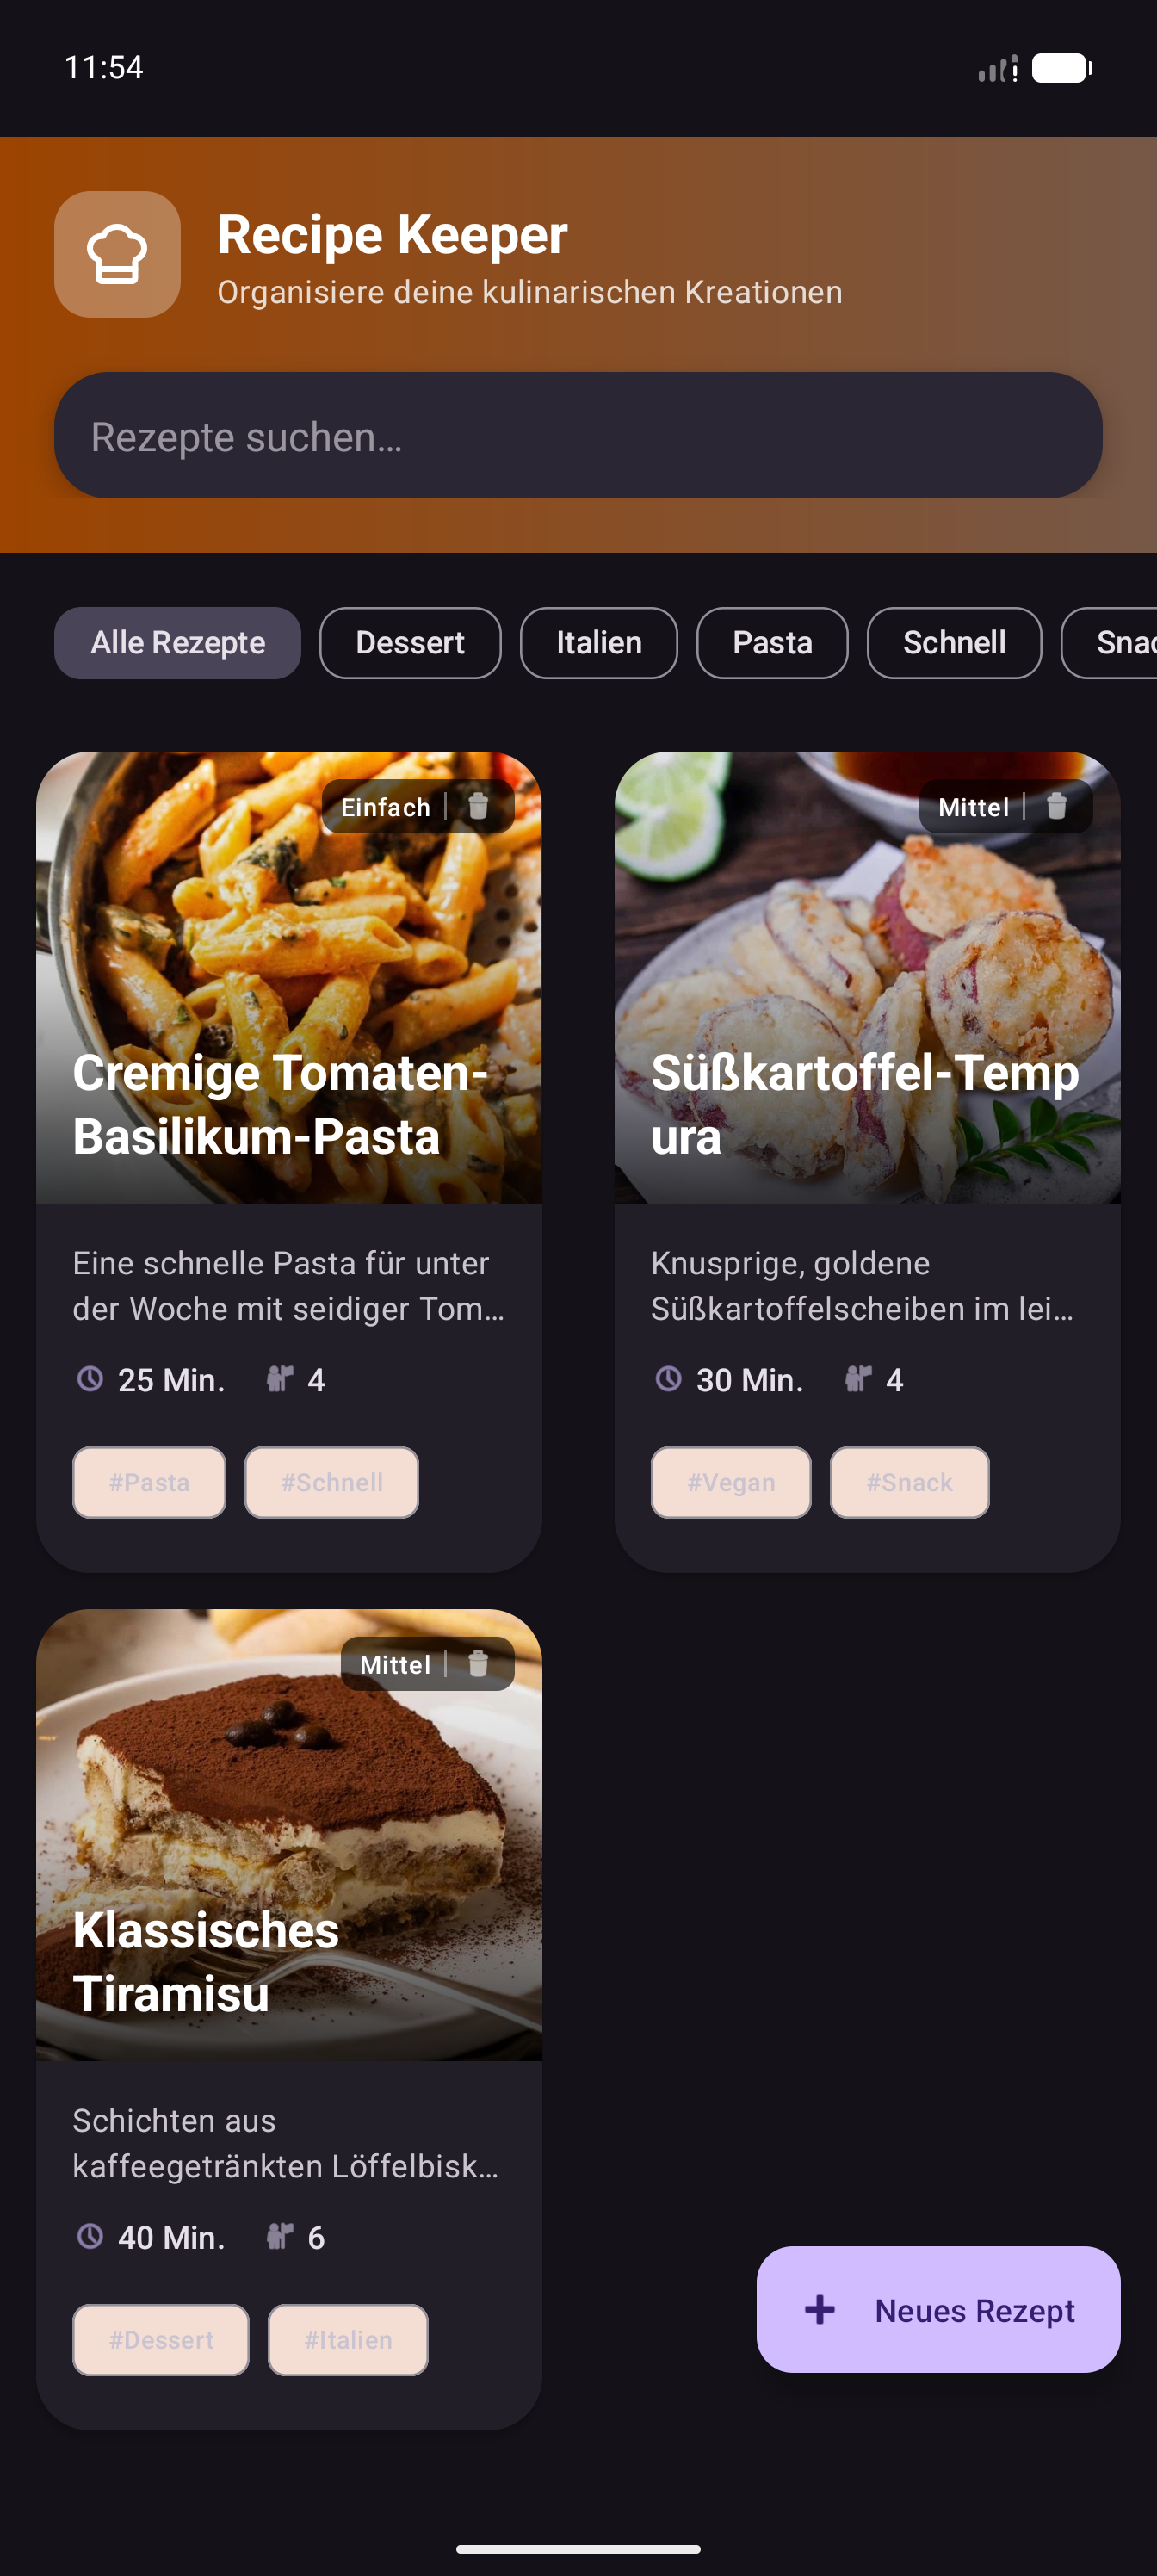 11:54
Recipe Keeper
Organisiere deine kulinarischen Kreationen
Rezepte suchen…
Alle Rezepte
Dessert
Italien
Pasta
Schnell
Snac
Einfach
Cremige Tomaten-
Basilikum-Pasta
Eine schnelle Pasta für unter
der Woche mit seidiger Tom…
25 Min.
4
#Pasta
#Schnell
Mittel
Süßkartoffel-Temp
ura
Knusprige, goldene
Süßkartoffelscheiben im lei…
30 Min.
4
#Vegan
#Snack
Mittel
Klassisches
Tiramisu
Schichten aus
kaffeegetränkten Löffelbisk…
40 Min.
6
#Dessert
#Italien
Neues Rezept